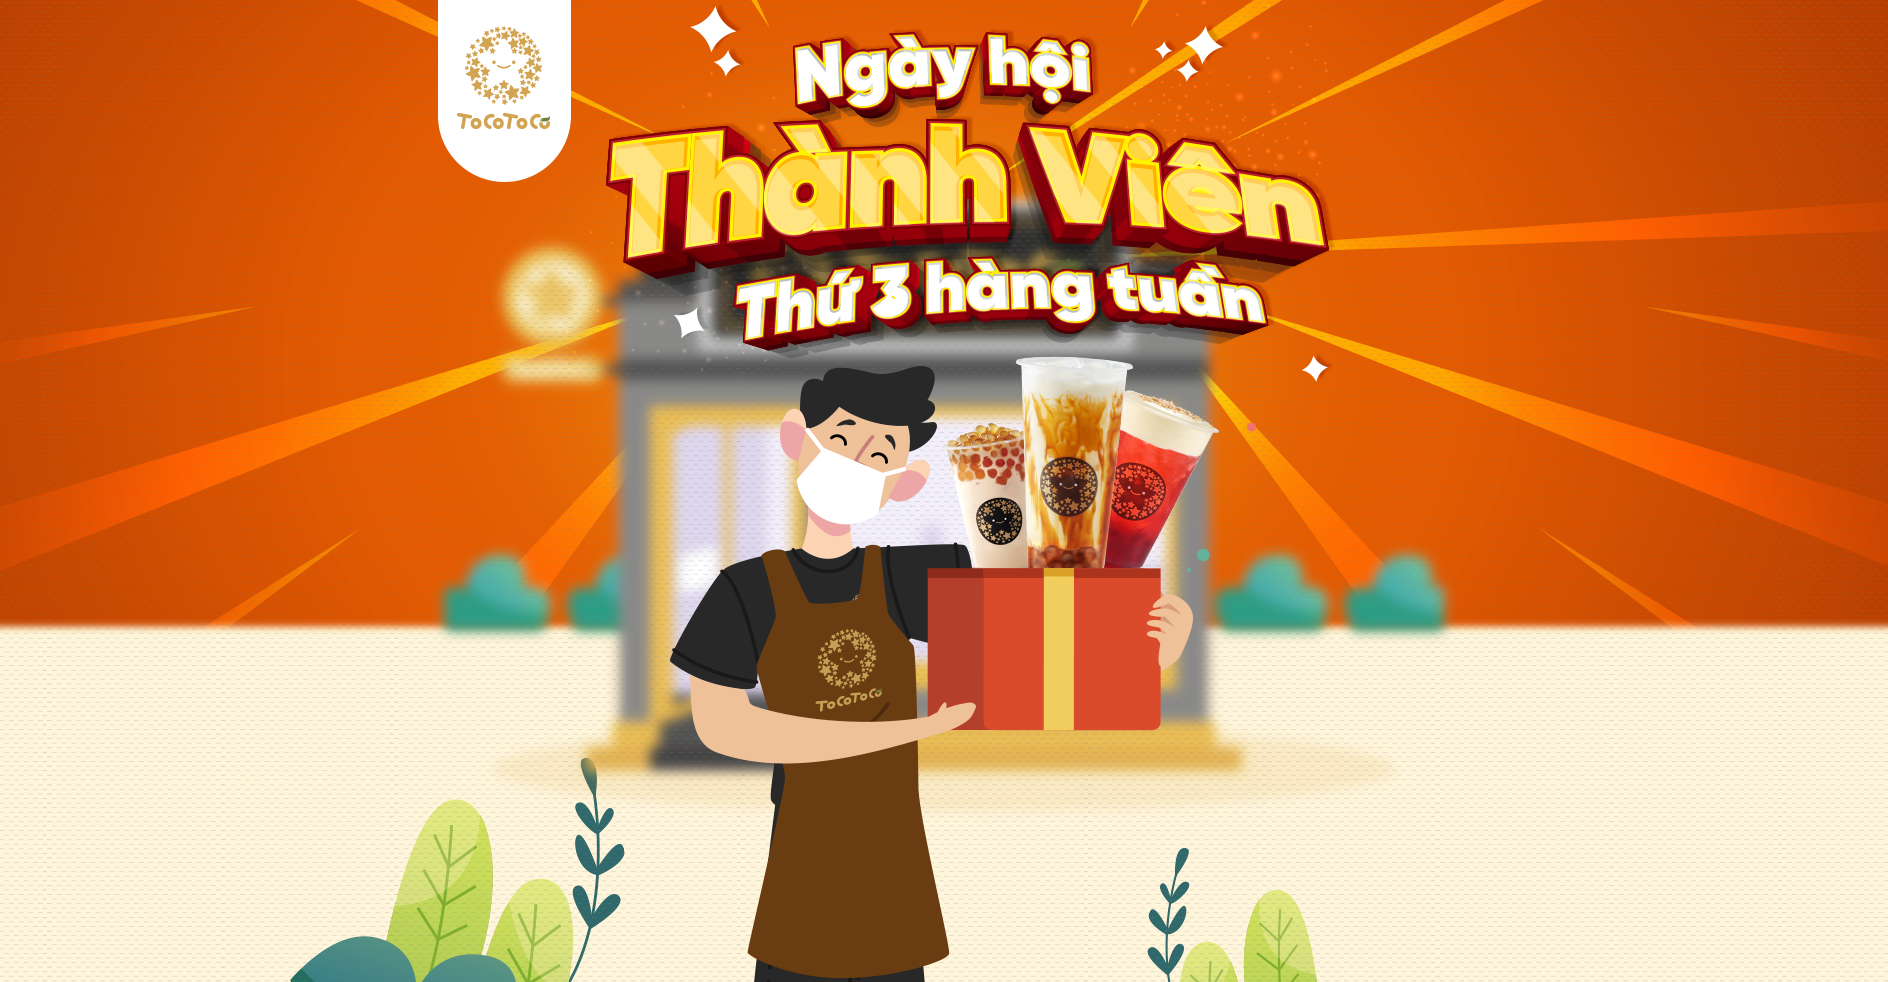 ToCoToCo
Ngày hội
Thành Viên
Thứ 3 hàng tuần
ToCoToCo